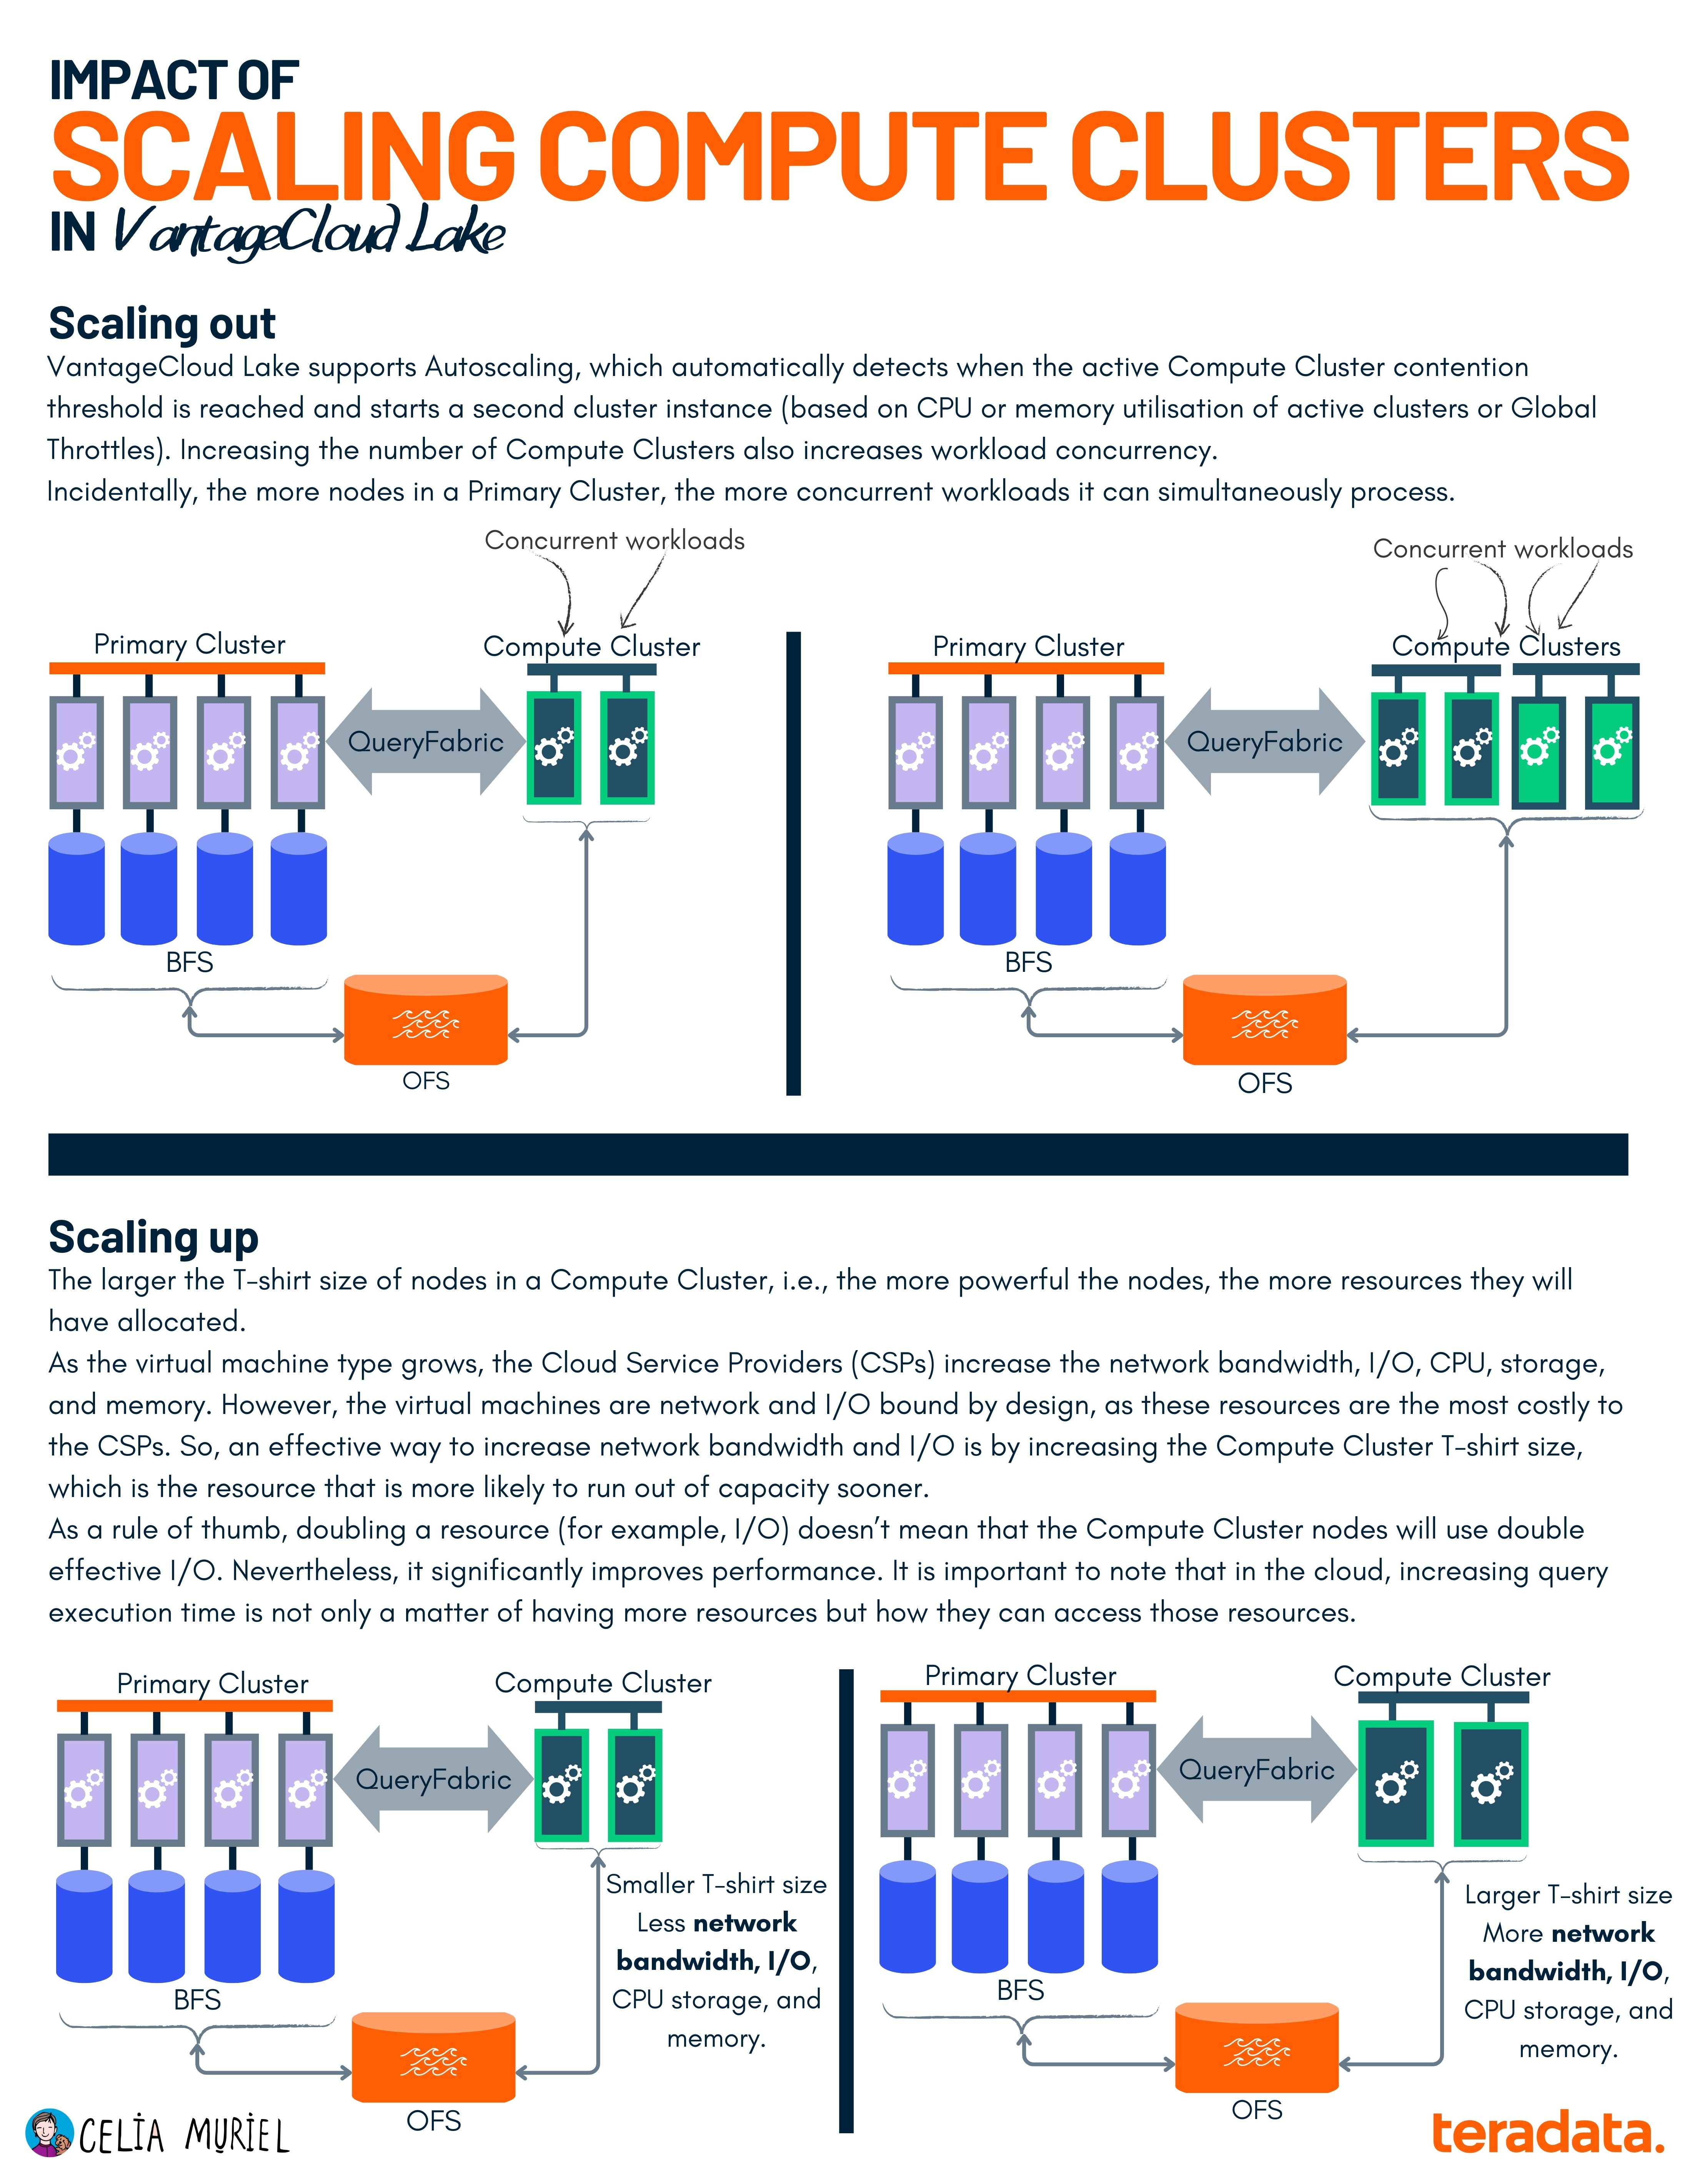 IMPACT OF
SCALING COMPUTE CLUSTERS
IN VantageCloud Lake
Scaling out
VantageCloud Lake supports Autoscaling, which automatically detects when the active Compute Cluster contention
threshold is reached and starts a second cluster instance (based on CPU or memory utilisation of active clusters or Global
Throttles). Increasing the number of Compute Clusters also increases workload concurrency.
Incidentally, the more nodes in a Primary Cluster, the more concurrent workloads it can simultaneously process.
Concurrent workloads
Primary Cluster
Compute Cluster
QueryFabric
BFS
OFS
Concurrent workloads
Primary Cluster
Compute Clusters
QueryFabric
BFS
OFS
Scaling up
The larger the T-shirt size of nodes in a Compute Cluster, i.e., the more powerful the nodes, the more resources they will
have allocated.
As the virtual machine type grows, the Cloud Service Providers (CSPs) increase the network bandwidth, I/O, CPU, storage,
and memory. However, the virtual machines are network and I/O bound by design, as these resources are the most costly to
the CSPs. So, an effective way to increase network bandwidth and I/O is by increasing the Compute Cluster T-shirt size,
which is the resource that is more likely to run out of capacity sooner.
As a rule of thumb, doubling a resource (for example, I/O) doesn't mean that the Compute Cluster nodes will use double
effective I/O. Nevertheless, it significantly improves performance. It is important to note that in the cloud, increasing query
execution time is not only a matter of having more resources but how they can access those resources.
Primary Cluster
Compute Cluster
QueryFabric
Smaller T-shirt size
Less network
bandwidth, I/O,
CPU storage, and
memory.
BFS
OFS
Primary Cluster
Compute Cluster
QueryFabric
Larger T-shirt size
More network
bandwidth, I/O,
CPU storage, and
memory.
BFS
OFS
CELIA MURIEL
teradata.